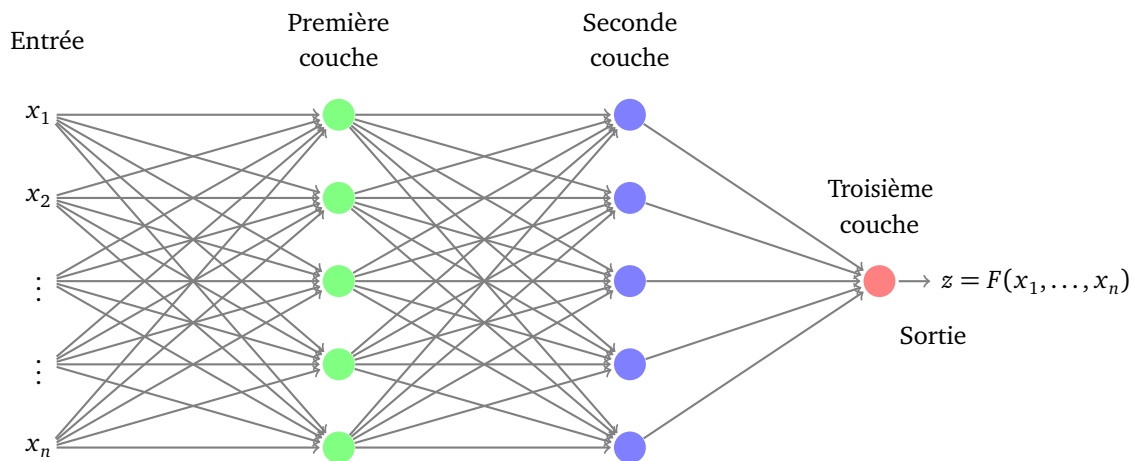 Entrée
Première
couche
Seconde
couche
x₁
x₂
⋮
⋮
xₙ
Troisième
couche
z = F(x₁, . . . , xₙ)
Sortie